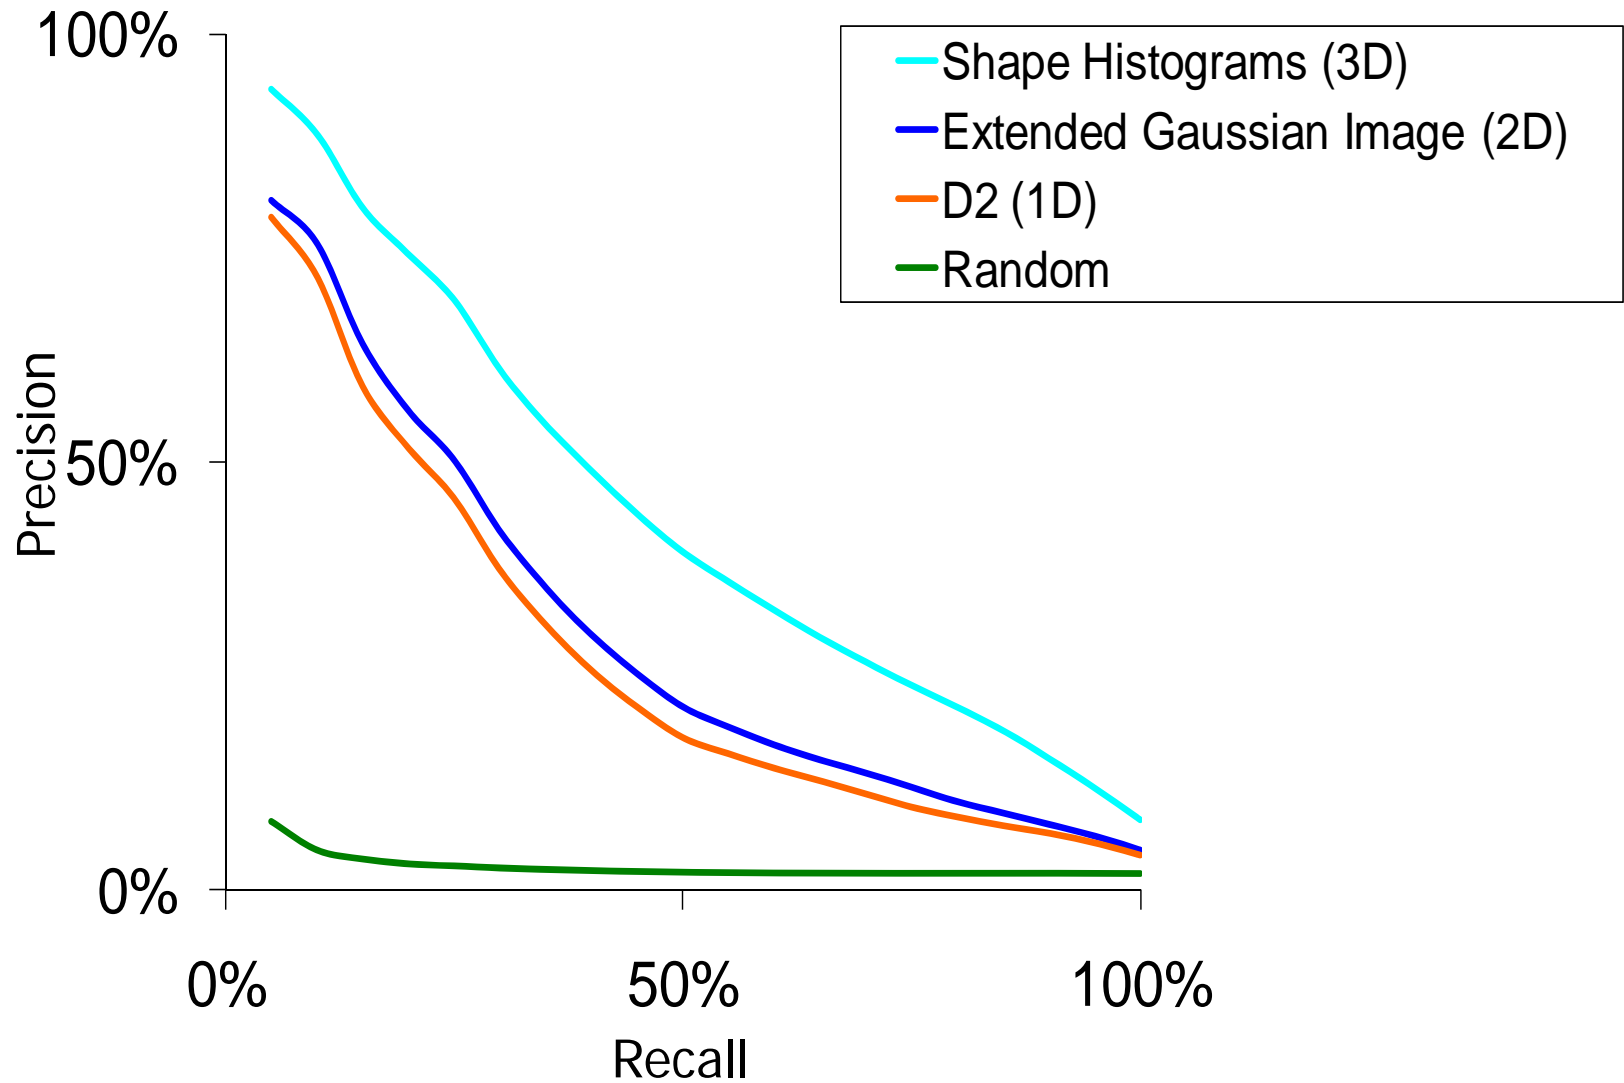 100%
Shape Histograms (3D)
Extended Gaussian Image (2D)
D2 (1D)
Random
Precision
50%
0%
0%
50%
100%
Recall